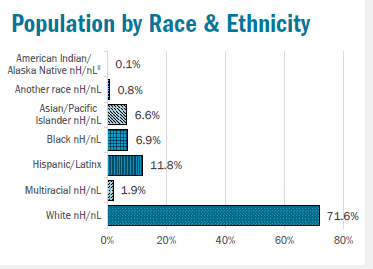 Population by Race & Ethnicity
American Indian/
Alaska Native nH/nL 0.1%
Another race nH/nL 0.8%
Asian/Pacific
Islander nH/nL 6.6%
Black nH/nL 6.9%
Hispanic/Latinx 11.8%
Multiracial nH/nL 1.9%
White nH/nL 71.6%
0% 20% 40% 60% 80%